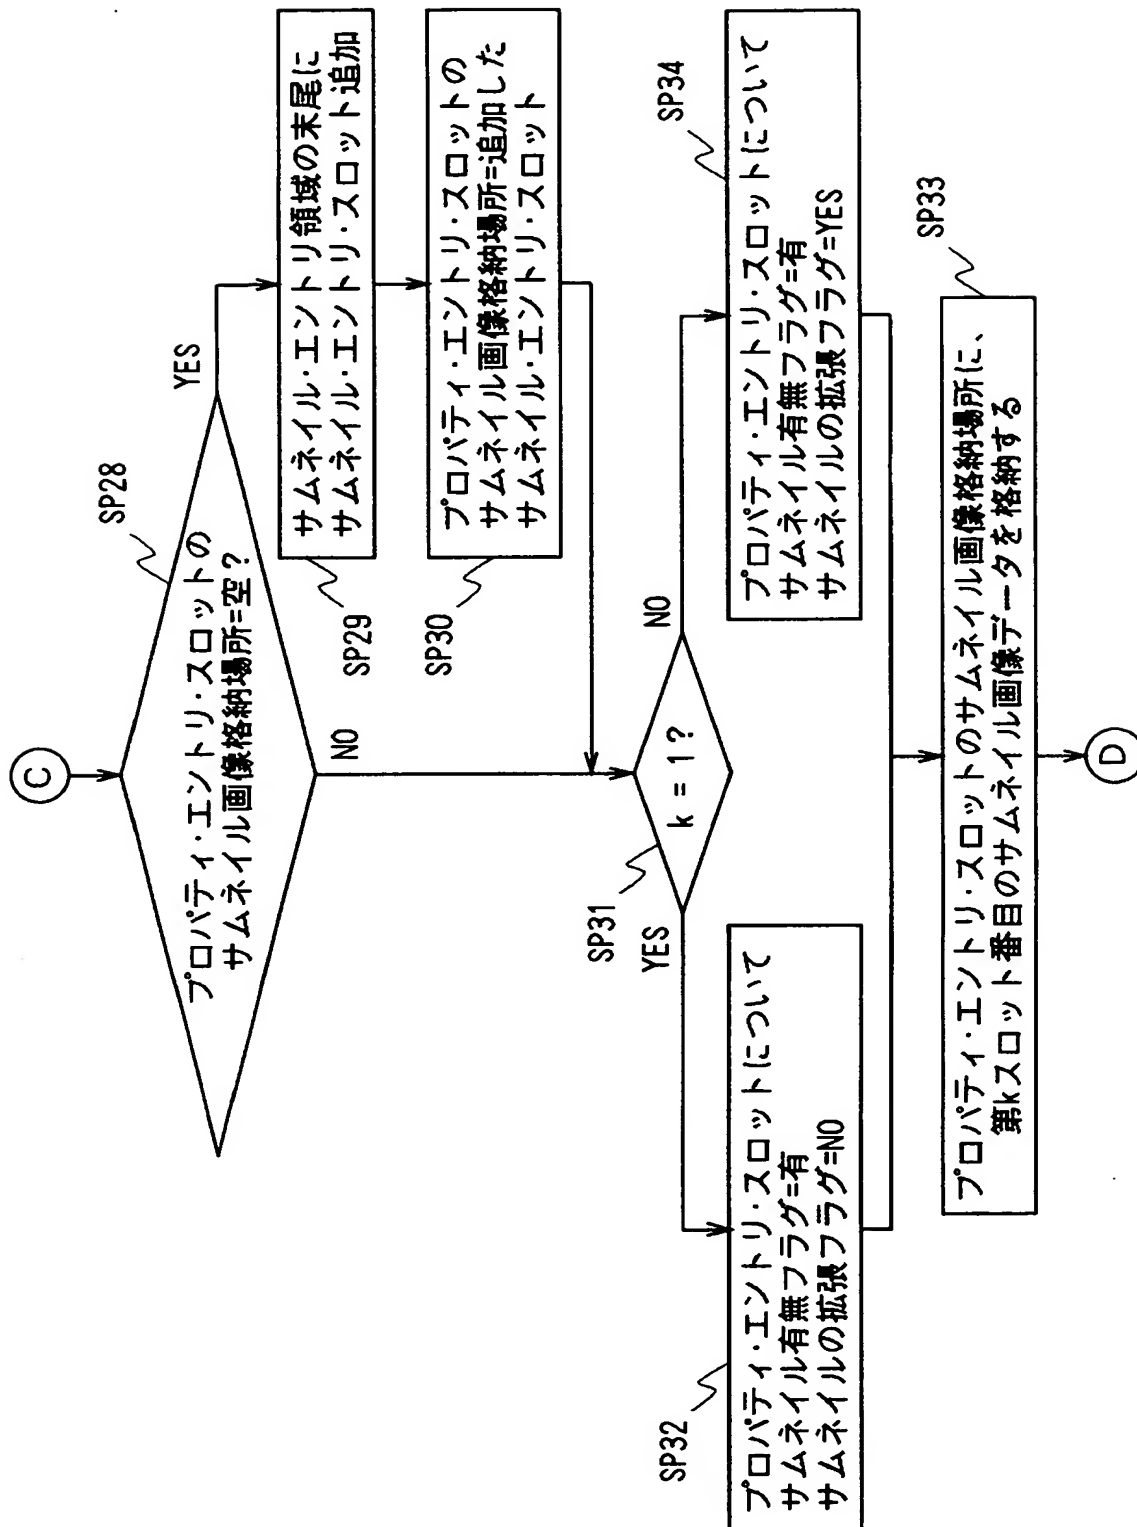 C
SP28
プロパティ・エントリ・スロットの
サムネイル画像格納場所=空?
YES
NO
SP29
サムネイル・エントリ領域の末尾に
サムネイル・エントリ・スロット追加
SP30
プロパティ・エントリ・スロットの
サムネイル画像格納場所=追加した
サムネイル・エントリ・スロット
SP31
k = 1?
YES
NO
SP32
プロパティ・エントリ・スロットについて
サムネイル有無フラグ=有
サムネイルの拡張フラグ=NO
SP34
プロパティ・エントリ・スロットについて
サムネイル有無フラグ=有
サムネイルの拡張フラグ=YES
SP33
プロパティ・エントリ・スロットのサムネイル画像格納場所に、
第kスロット番目のサムネイル画像データを格納する
D